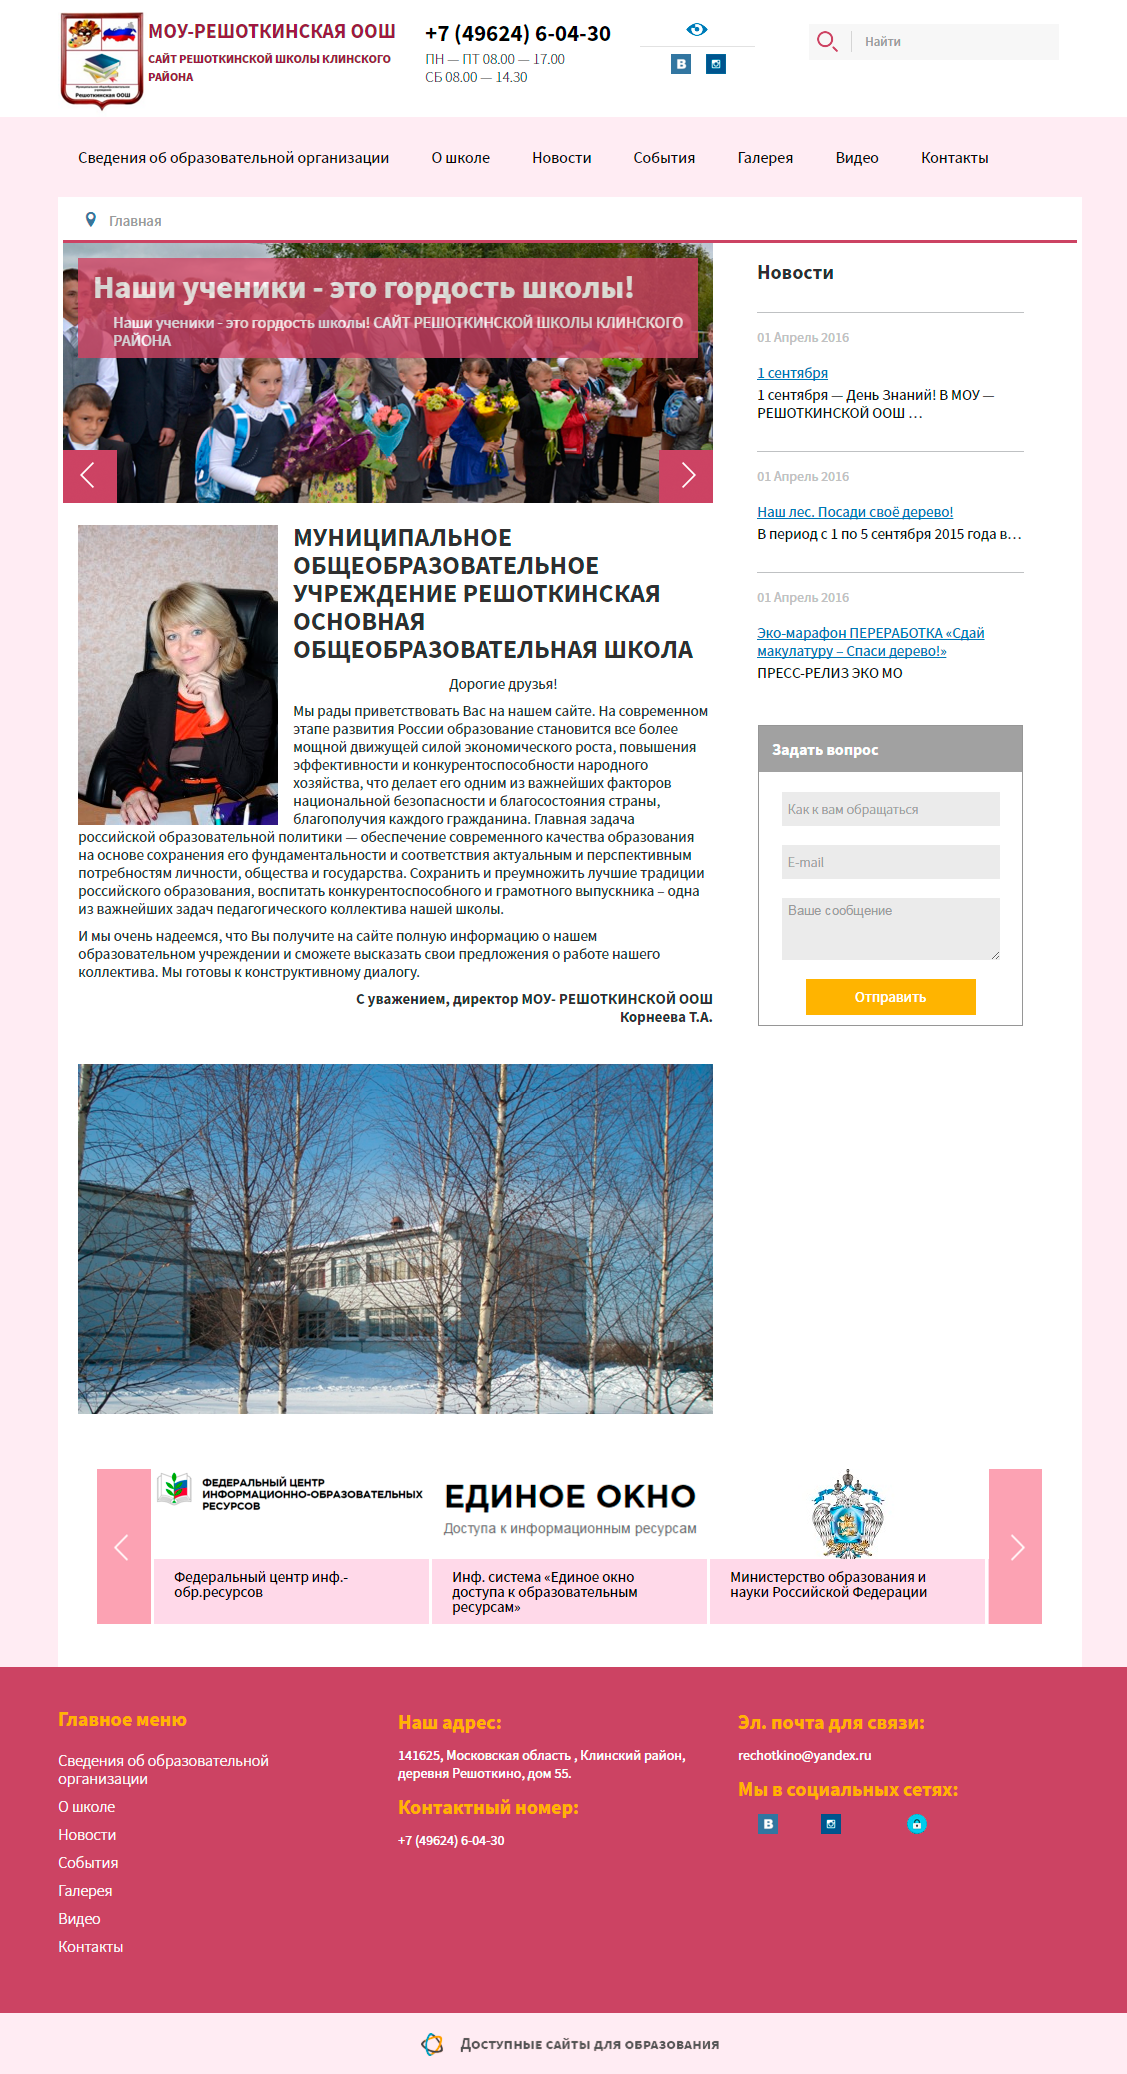 МОУ-РЕШОТКИНСКАЯ ООШ
САЙТ РЕШОТКИНСКОЙ ШКОЛЫ КЛИНСКОГО
РАЙОНА
Решоткинская ООШ
+7 (49624) 6-04-30
ПН — ПТ 08.00 — 17.00
СБ 08.00 — 14.30
Найти
Сведения об образовательной организации
О школе
Новости
События
Галерея
Видео
Контакты
Главная
Наши ученики - это гордость школы!
Наши ученики - это гордость школы! САЙТ РЕШОТКИНСКОЙ ШКОЛЫ КЛИНСКОГО
РАЙОНА
МУНИЦИПАЛЬНОЕ
ОБЩЕОБРАЗОВАТЕЛЬНОЕ
УЧРЕЖДЕНИЕ РЕШОТКИНСКАЯ
ОСНОВНАЯ
ОБЩЕОБРАЗОВАТЕЛЬНАЯ ШКОЛА
Дорогие друзья!
Мы рады приветствовать Вас на нашем сайте. На современном
этапе развития России образование становится все более
мощной движущей силой экономического роста, повышения
эффективности и конкурентоспособности народного
хозяйства, что делает его одним из важнейших факторов
национальной безопасности и благосостояния страны,
благополучия каждого гражданина. Главная задача
российской образовательной политики — обеспечение современного качества образования
на основе сохранения его фундаментальности и соответствия актуальным и перспективным
потребностям личности, общества и государства. Сохранить и преумножить лучшие традиции
российского образования, воспитать конкурентоспособного и грамотного выпускника – одна
из важнейших задач педагогического коллектива нашей школы.
И мы очень надеемся, что Вы получите на сайте полную информацию о нашем
образовательном учреждении и сможете высказать свои предложения о работе нашего
коллектива. Мы готовы к конструктивному диалогу.
С уважением, директор МОУ- РЕШОТКИНСКОЙ ООШ
Корнеева Т.А.
Новости
01 Апрель 2016
1 сентября
1 сентября — День Знаний! В МОУ —
РЕШОТКИНСКОЙ ООШ …
01 Апрель 2016
Наш лес. Посади своё дерево!
В период с 1 по 5 сентября 2015 года в…
01 Апрель 2016
Эко-марафон ПЕРЕРАБОТКА «Сдай
макулатуру – Спаси дерево!»
ПРЕСС-РЕЛИЗ ЭКО МО
Задать вопрос
Как к вам обращаться
E-mail
Ваше сообщение
Отправить
ФЕДЕРАЛЬНЫЙ ЦЕНТР
ИНФОРМАЦИОННО-ОБРАЗОВАТЕЛЬНЫХ
РЕСУРСОВ
Федеральный центр инф.-
обр.ресурсов
ЕДИНОЕ ОКНО
Доступа к информационным ресурсам
Инф. система «Единое окно
доступа к образовательным
ресурсам»
Министерство образования и
науки Российской Федерации
Главное меню
Сведения об образовательной
организации
О школе
Новости
События
Галерея
Видео
Контакты
Наш адрес:
141625, Московская область , Клинский район,
деревня Решоткино, дом 55.
Контактный номер:
+7 (49624) 6-04-30
Эл. почта для связи:
rechotkino@yandex.ru
Мы в социальных сетях:
Доступные сайты для образования